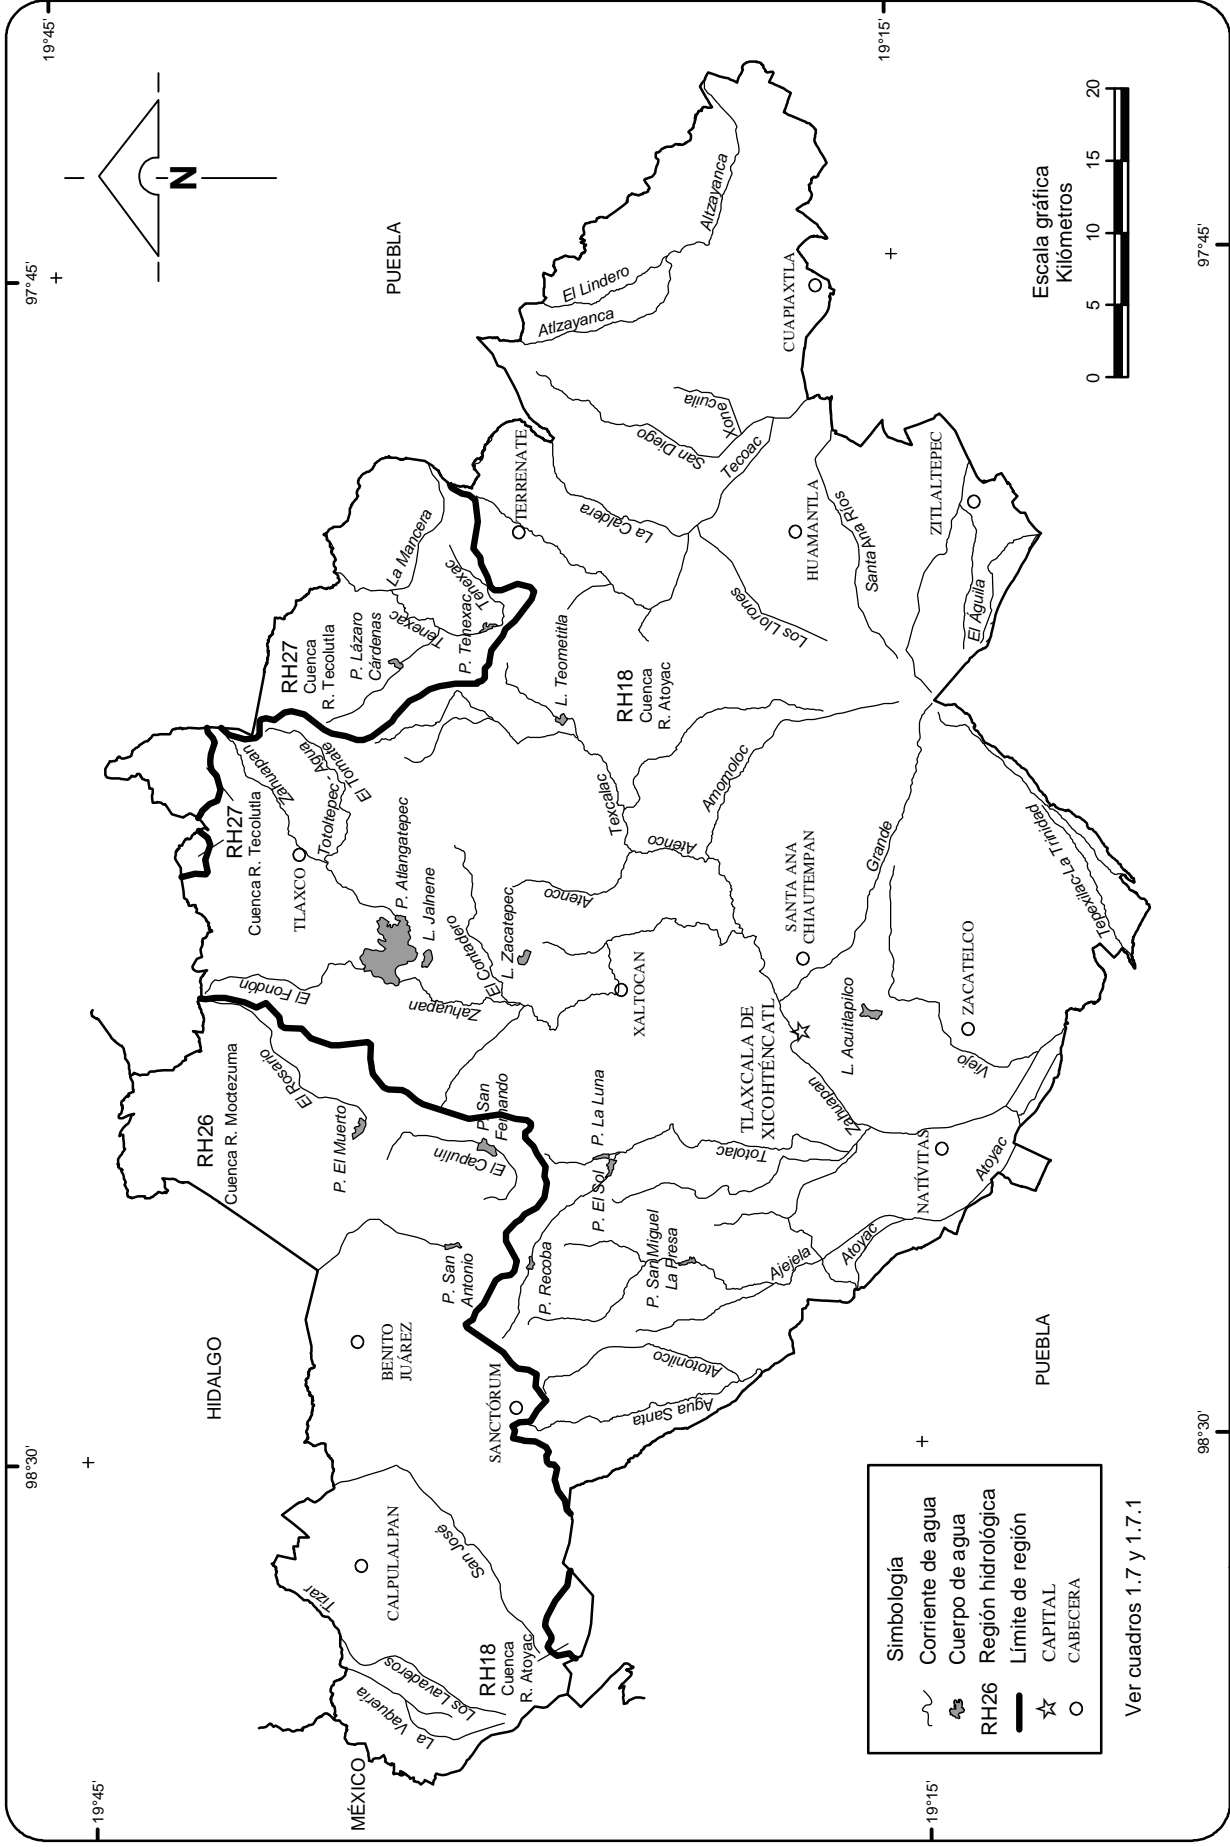 19°45'
98°30'
97°45'
19°45'
N
HIDALGO
PUEBLA
MÉXICO
RH26
Cuenca R. Moctezuma
RH27
Cuenca R. Tecolutla
RH27
Cuenca
R. Tecolutla
P. Lázaro
Cárdenas
La Mancera
Tenexac
Tenexac
P. Tenexac
El Rosario
P. El Muerto
El Fondón
TLAXCO
Zahuapan
Totoltepec - Agua
El Tomate
P. Atlangatepec
L. Jalnene
Zahuapan
El Contadero
L. Zacatepec
Atenco
Tizar
CALPULALPAN
Los Lavaderos
La Vaquería
San José
BENITO
JUÁREZ
P. San
Antonio
P. San
Fernando
El Capulín
SANCTÓRUM
RH18
Cuenca
R. Atoyac
P. Recoba
P. El Sol
P. La Luna
XALTOCAN
Texcalac
L. Teometitla
TERRENATE
La Caldera
RH18
Cuenca
R. Atoyac
Atlzayanca
El Lindero
Altzayanca
San Diego
Xonecuila
Tecoac
Los Llorones
CUAPIAXTLA
HUAMANTLA
Santa Ana Ríos
Atotonilco
Agua Santa
P. San Miguel
La Presa
Ajejela
Totolac
TLAXCALA DE
XICOHTÉNCATL
Zahuapan
Atenco
Amomoloc
SANTA ANA
CHIAUTEMPAN
Grande
L. Acuitlapilco
ZITLALTEPEC
El Águila
Atoyac
NATÍVITAS
Atoyac
Viejo
ZACATELCO
Tepexilac-La Trinidad
PUEBLA
Simbología
Corriente de agua
Cuerpo de agua
RH26 Región hidrológica
Límite de región
CAPITAL
CABECERA
Ver cuadros 1.7 y 1.7.1
Escala gráfica
Kilómetros
0 5 10 15 20
19°15'
19°15'
98°30'
97°45'